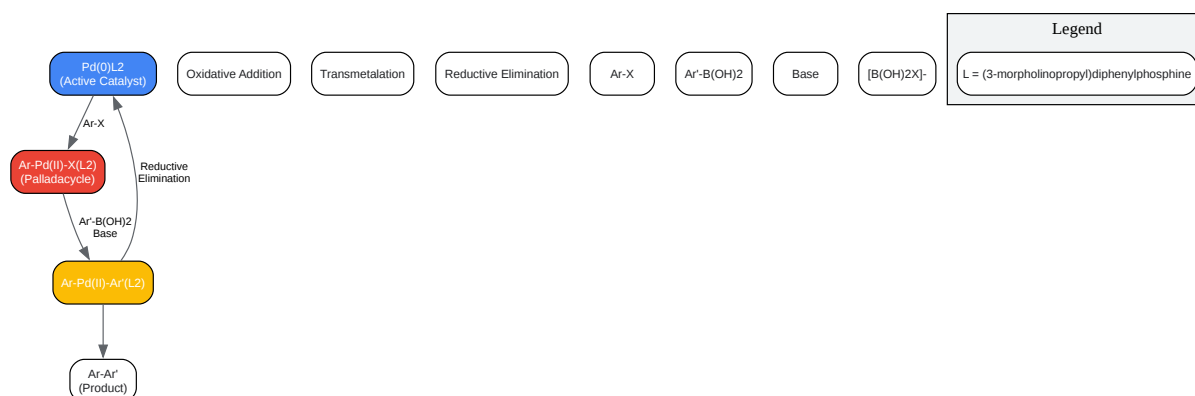 Legend
Pd(0)L2
(Active Catalyst)
Oxidative Addition
Transmetalation
Reductive Elimination
Ar-X
Ar'-B(OH)2
Base
[B(OH)2X]-
L = (3-morpholinopropyl)diphenylphosphine
Ar-X
Ar-Pd(II)-X(L2)
(Palladacycle)
Reductive
Elimination
Ar'-B(OH)2
Base
Ar-Pd(II)-Ar'(L2)
Ar-Ar'
(Product)